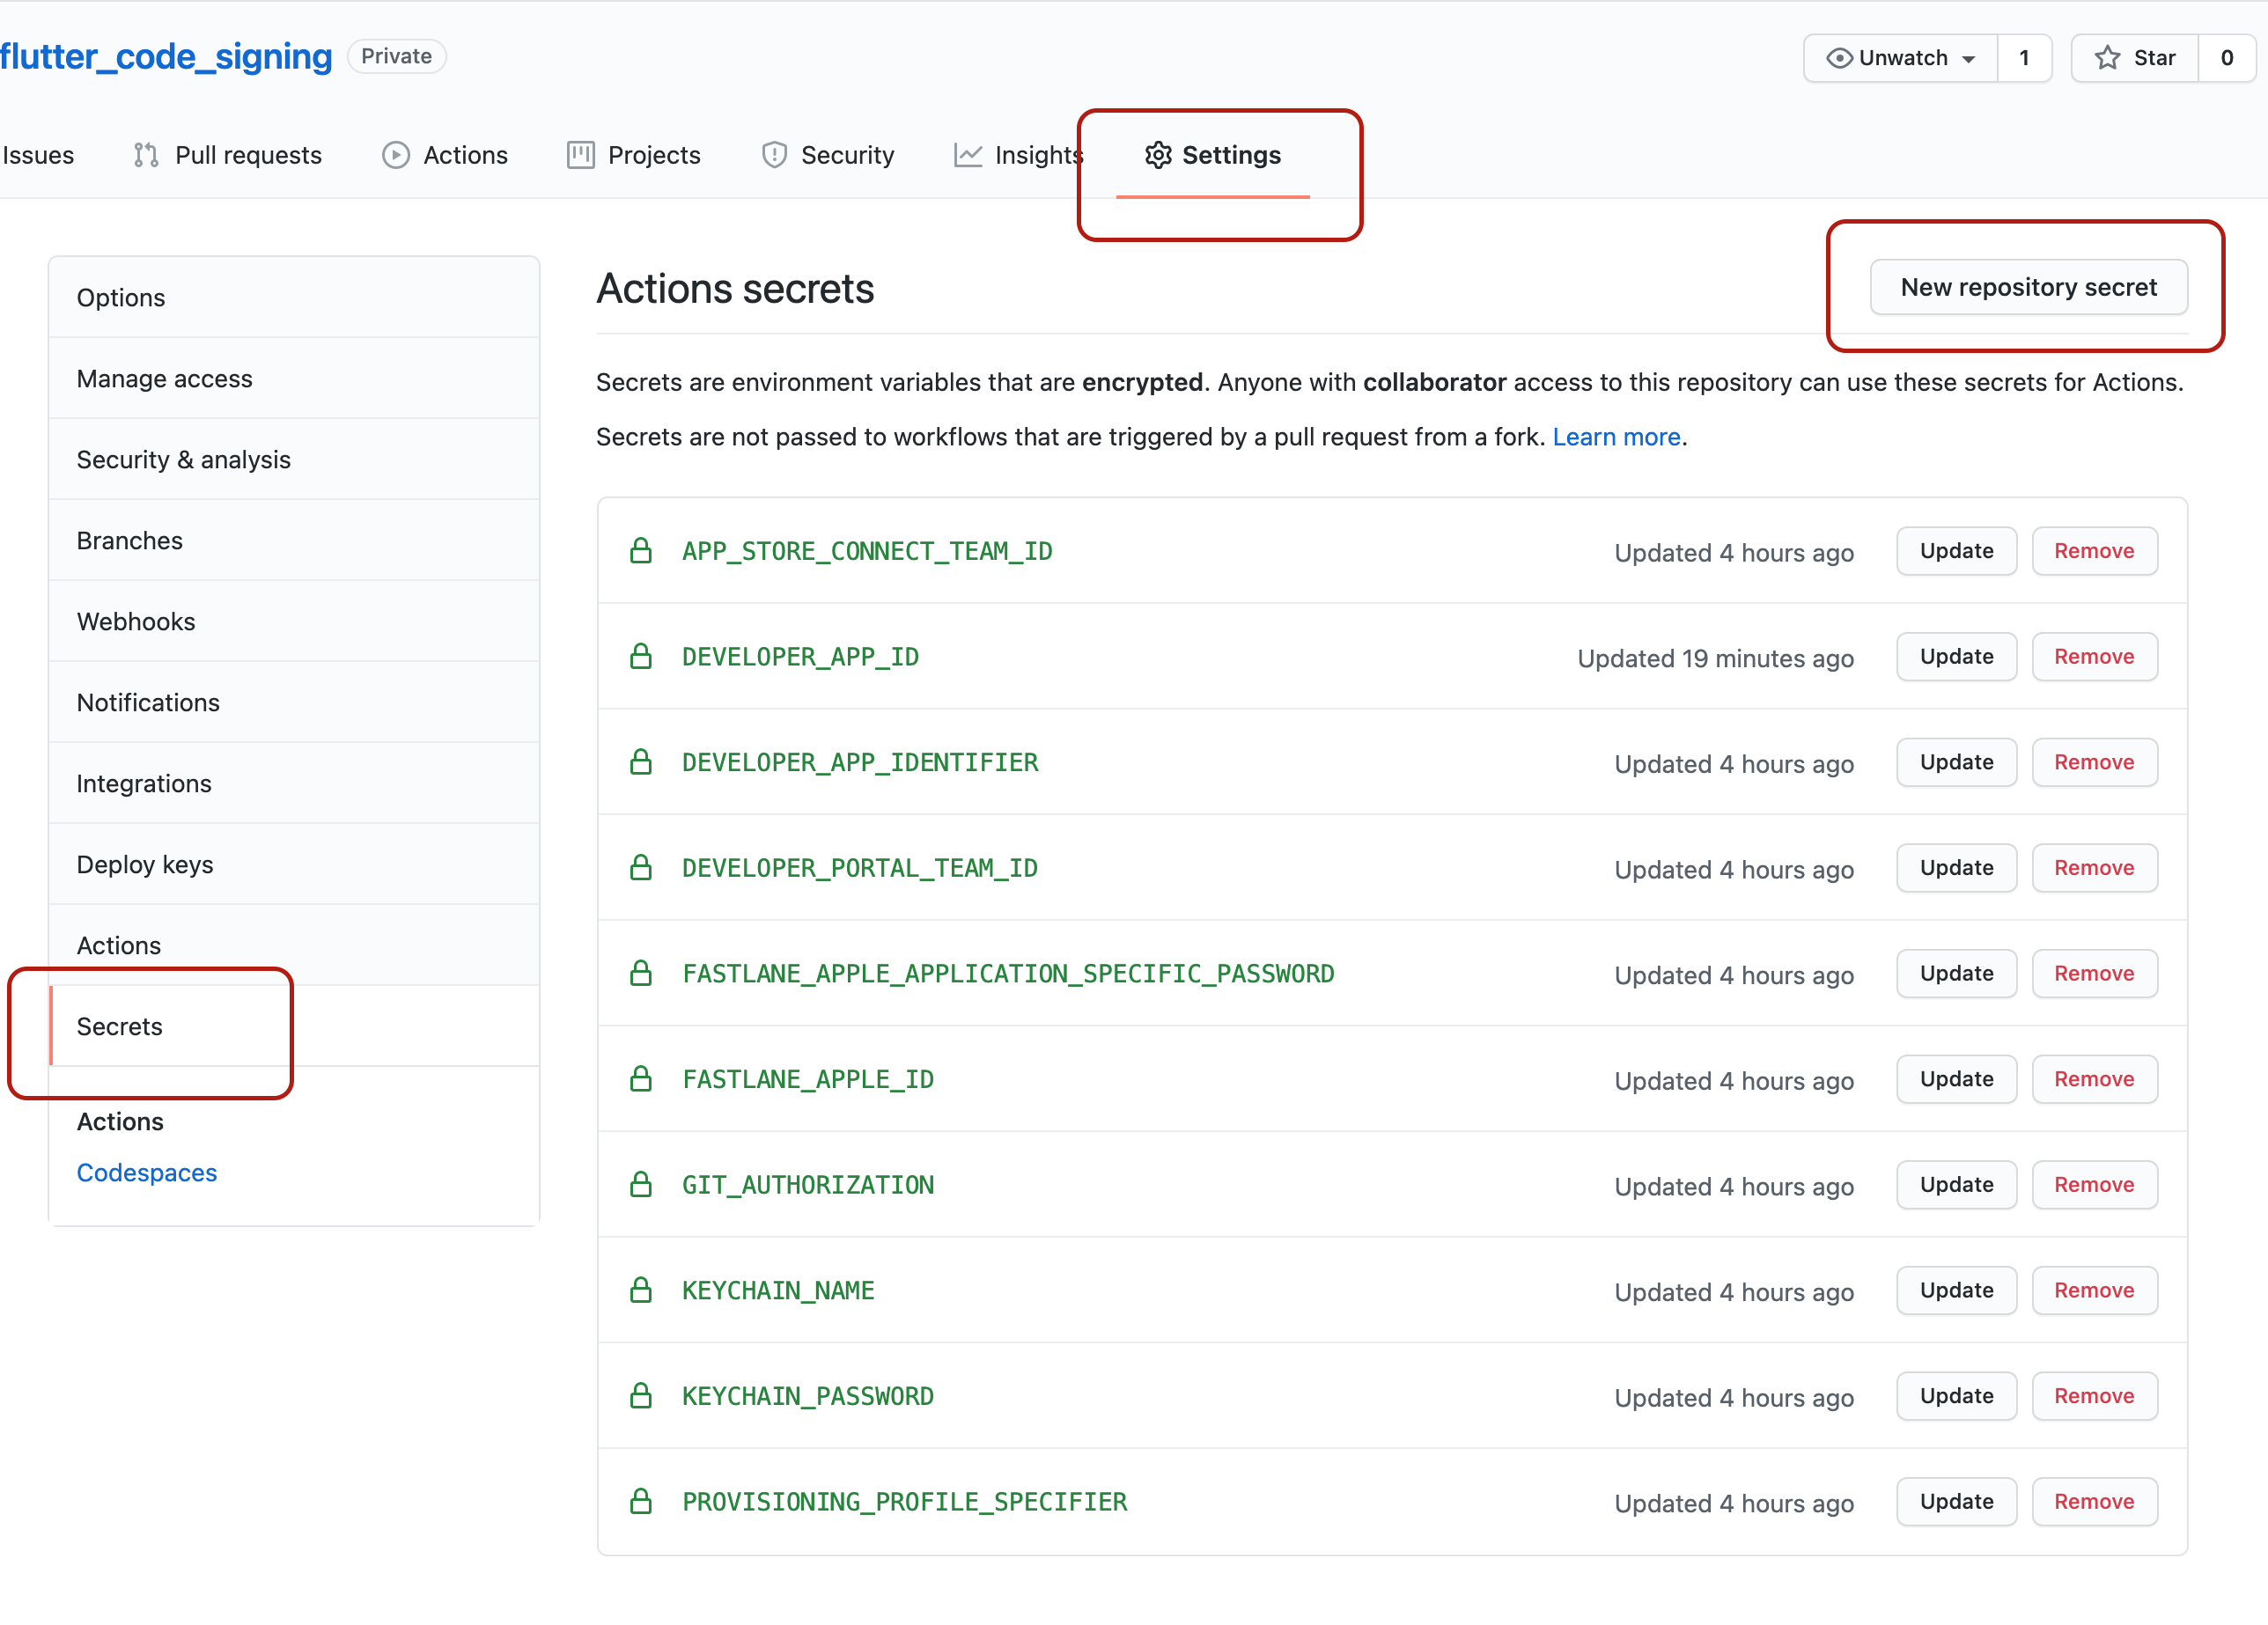 flutter_code_signing Private Unwatch 1 Star 0
Issues Pull requests Actions Projects Security Insights Settings
Options
Manage access
Security & analysis
Branches
Webhooks
Notifications
Integrations
Deploy keys
Actions
Secrets
Actions
Codespaces
Actions secrets New repository secret
Secrets are environment variables that are encrypted. Anyone with collaborator access to this repository can use these secrets for Actions.
Secrets are not passed to workflows that are triggered by a pull request from a fork. Learn more.
APP_STORE_CONNECT_TEAM_ID Updated 4 hours ago Update Remove
DEVELOPER_APP_ID Updated 19 minutes ago Update Remove
DEVELOPER_APP_IDENTIFIER Updated 4 hours ago Update Remove
DEVELOPER_PORTAL_TEAM_ID Updated 4 hours ago Update Remove
FASTLANE_APPLE_APPLICATION_SPECIFIC_PASSWORD Updated 4 hours ago Update Remove
FASTLANE_APPLE_ID Updated 4 hours ago Update Remove
GIT_AUTHORIZATION Updated 4 hours ago Update Remove
KEYCHAIN_NAME Updated 4 hours ago Update Remove
KEYCHAIN_PASSWORD Updated 4 hours ago Update Remove
PROVISIONING_PROFILE_SPECIFIER Updated 4 hours ago Update Remove